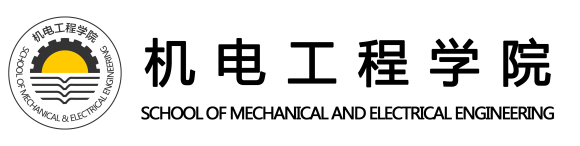 机电工程学院
SCHOOL OF MECHANICAL & ELECTRICAL ENGINEERING
机电工程学院
SCHOOL OF MECHANICAL AND ELECTRICAL ENGINEERING